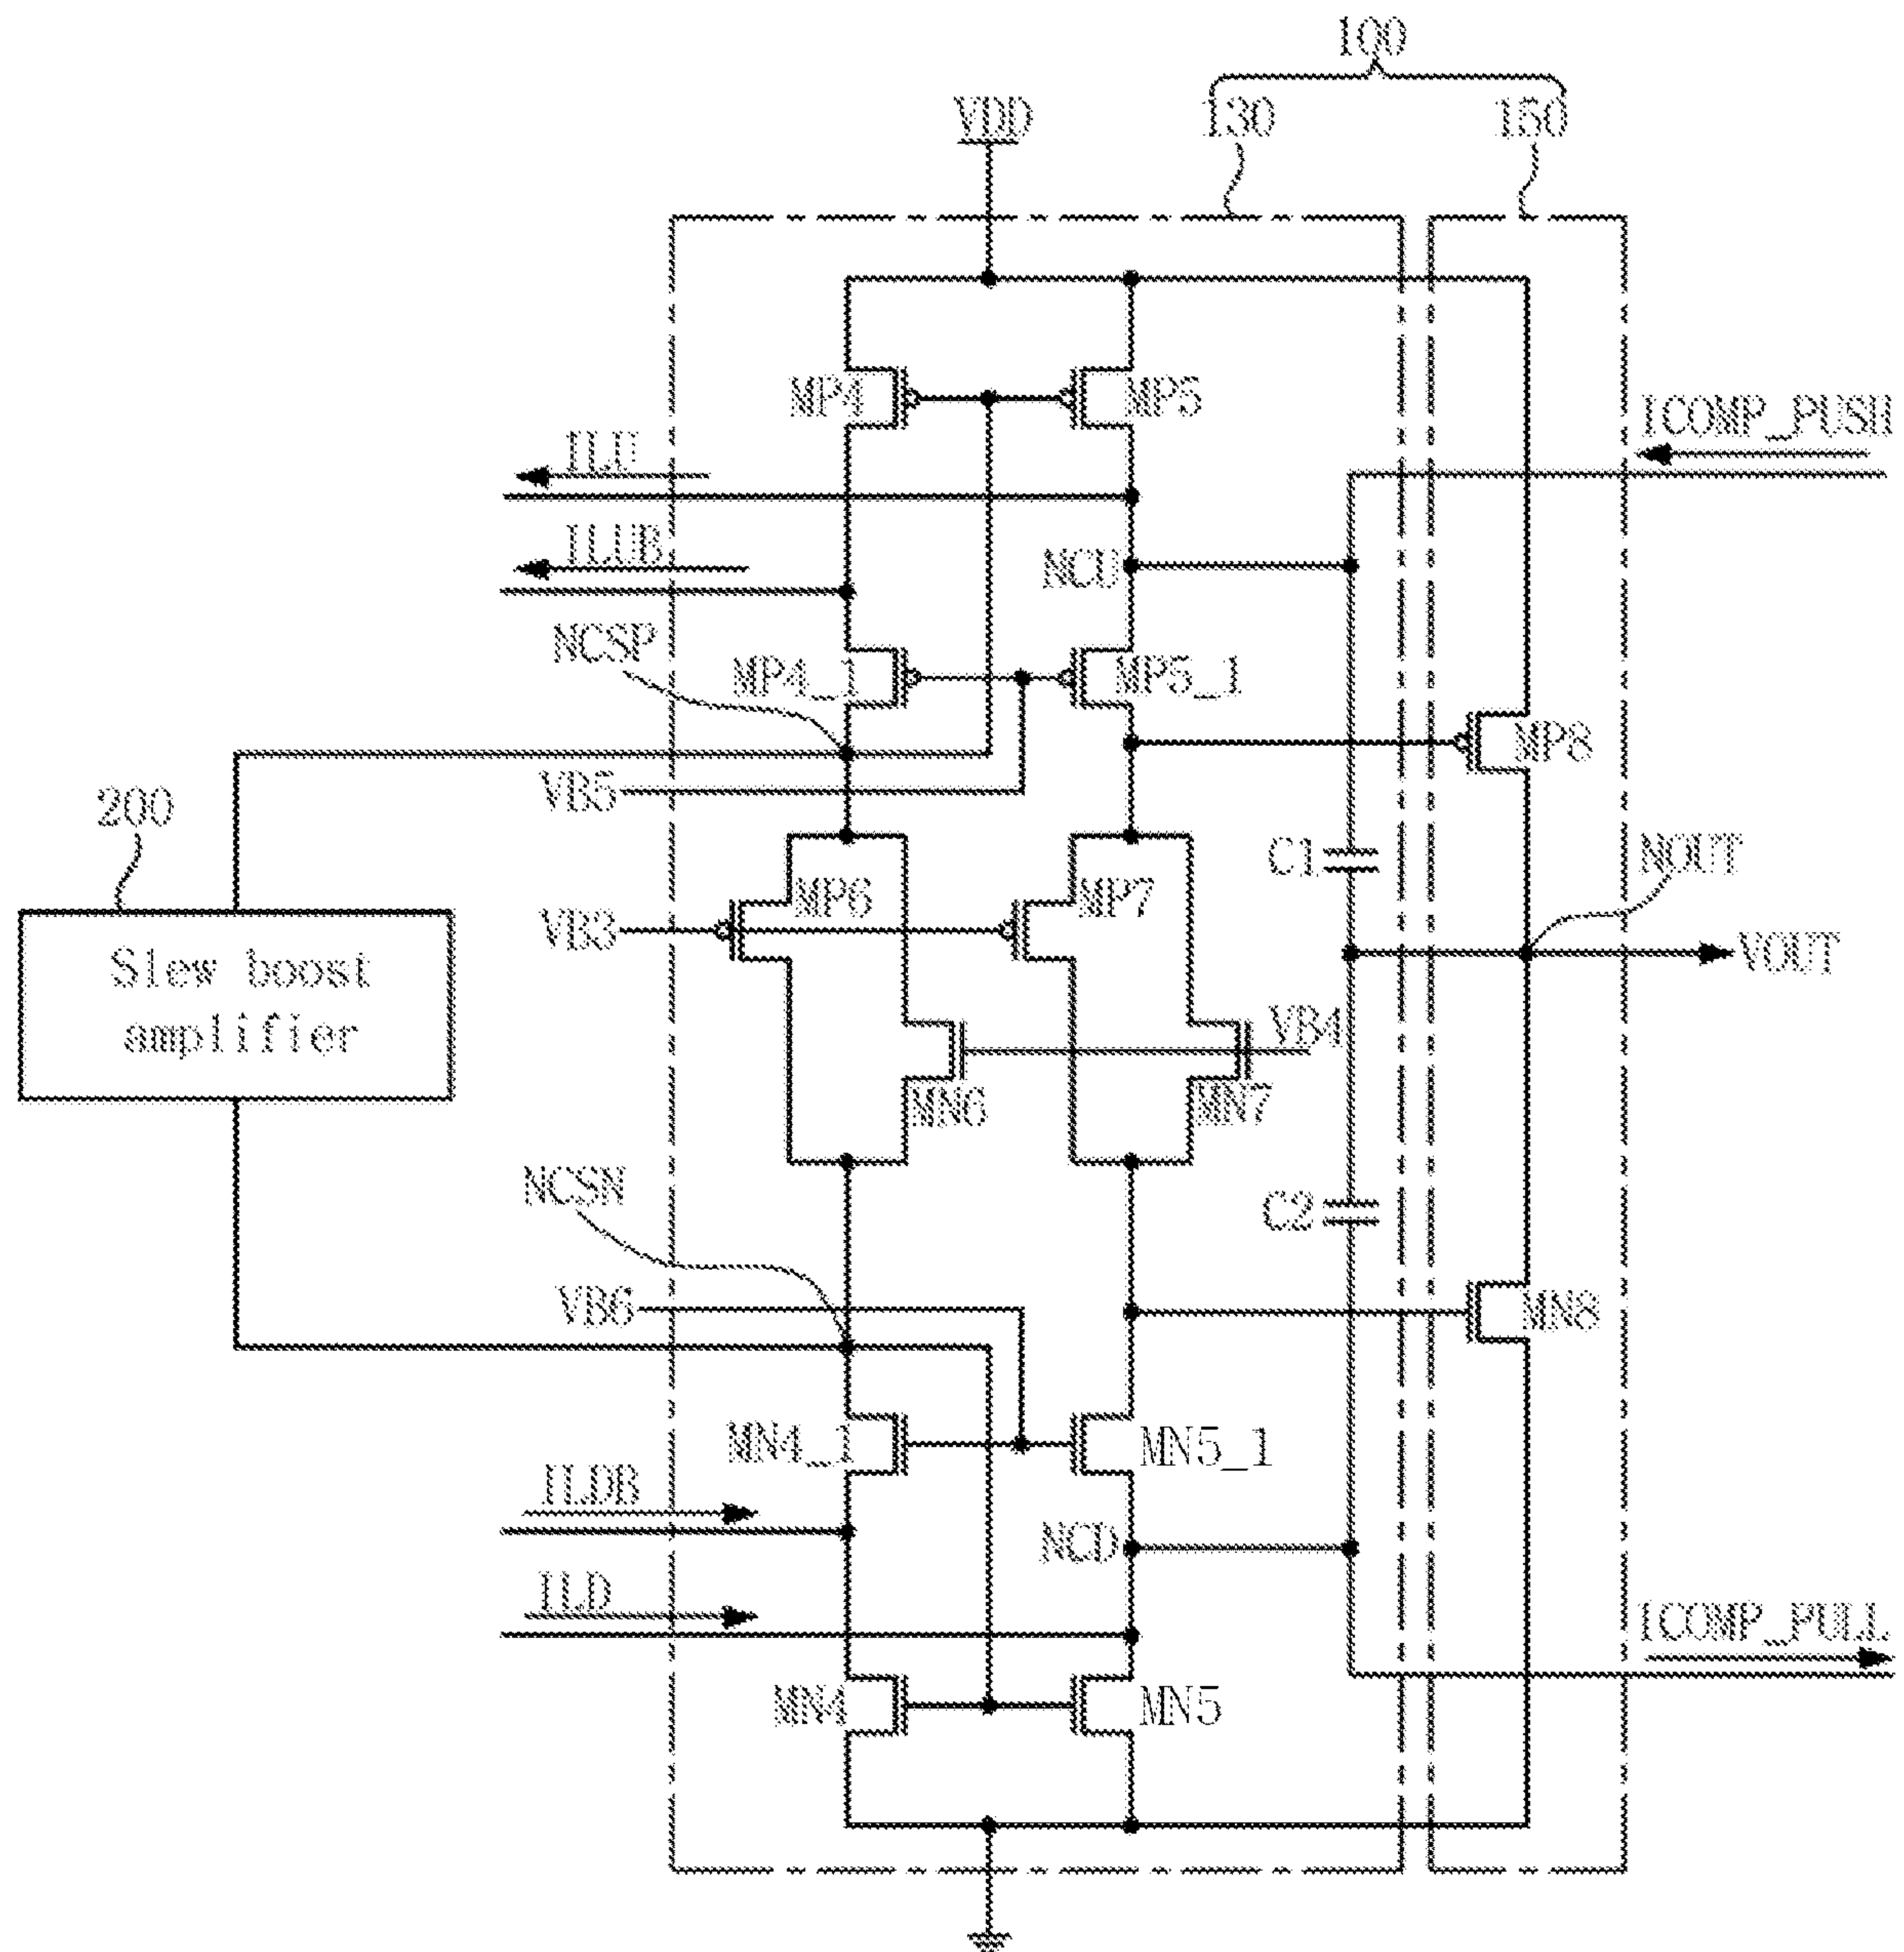 100
130 150
VDD
MP4 MP5
ICOMP_PUSH
ILU
ILUB
NCU
NCSP
MP4_1 MP5_1
MP8
VB5
200
C1 NOUT
MP6 MP7
VB3
VOUT
Slew boost
amplifier
VB4
MN6 MN7
NCSN
C2
VB6
MN8
MN4_1 MN5_1
ILDB
NCD
ILD
ICOMP_PULL
MN4 MN5